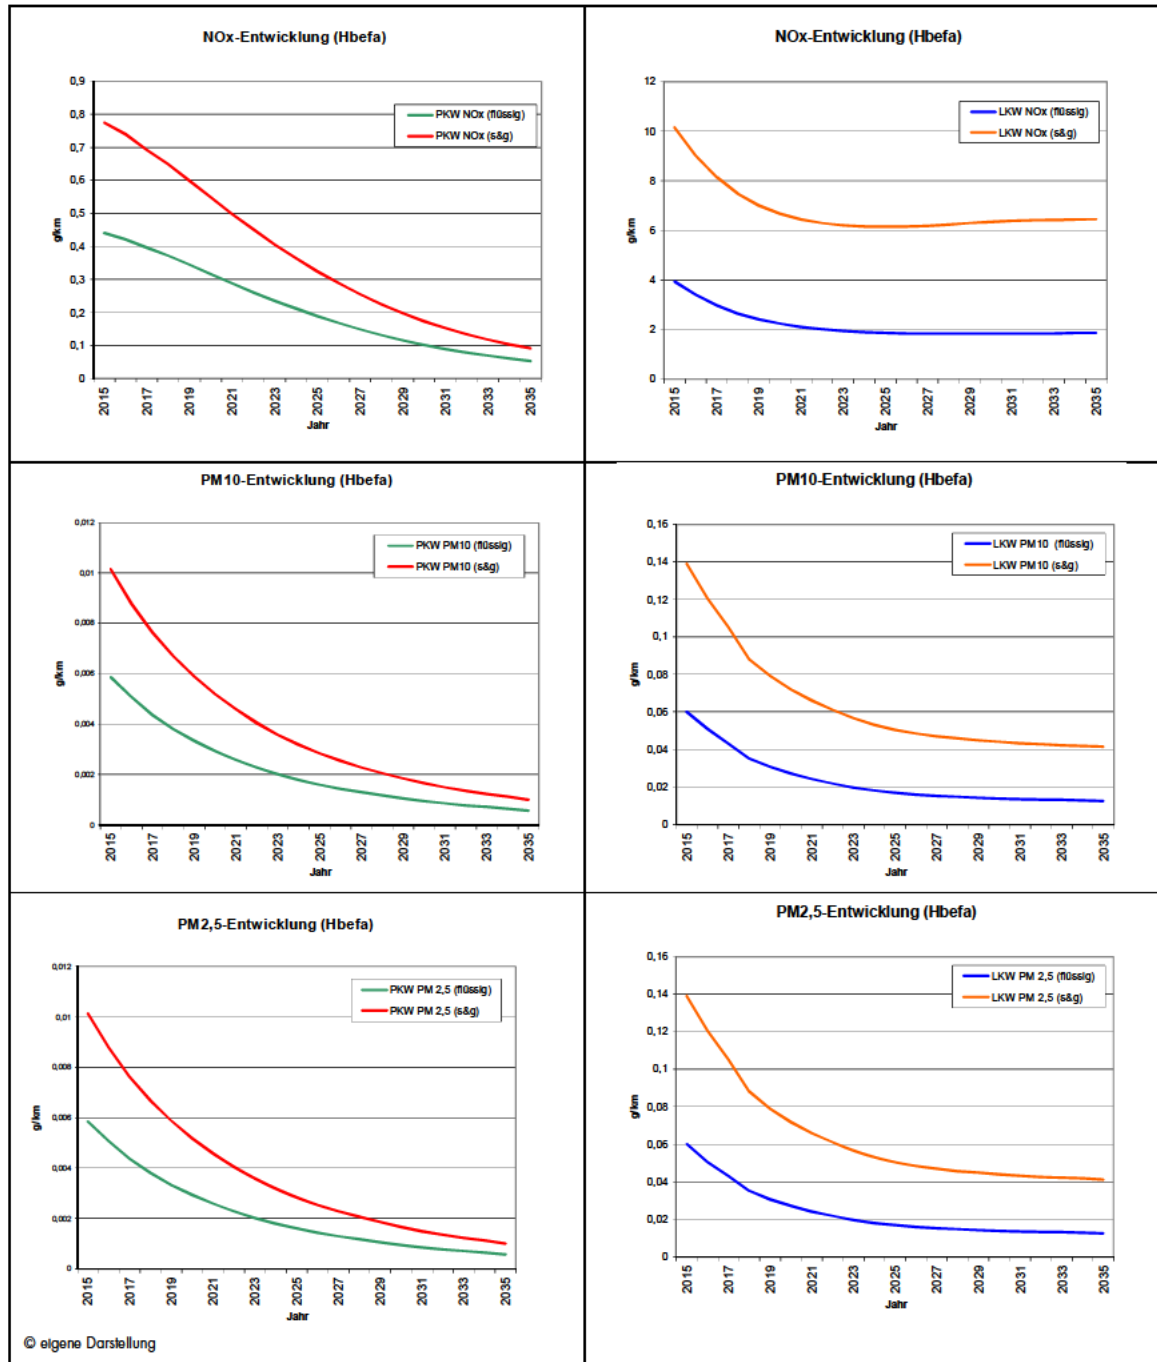 NOx-Entwicklung (Hbefa)
0,9
0,8
0,7
0,6
0,5
0,4
0,3
0,2
0,1
0
g/km
PKW NOx (flüssig)
PKW NOx (s&g)
2015 2017 2019 2021 2023 2025 2027 2029 2031 2033 2035
Jahr
NOx-Entwicklung (Hbefa)
12
10
8
6
4
2
0
g/km
LKW NOx (flüssig)
LKW NOx (s&g)
2015 2017 2019 2021 2023 2025 2027 2029 2031 2033 2035
Jahr
PM10-Entwicklung (Hbefa)
0,012
0,01
0,008
0,006
0,004
0,002
0
g/km
PKW PM10 (flüssig)
PKW PM10 (s&g)
2015 2017 2019 2021 2023 2025 2027 2029 2031 2033 2035
Jahr
PM10-Entwicklung (Hbefa)
0,16
0,14
0,12
0,1
0,08
0,06
0,04
0,02
0
g/km
LKW PM10 (flüssig)
LKW PM10 (s&g)
2015 2017 2019 2021 2023 2025 2027 2029 2031 2033 2035
Jahr
PM2,5-Entwicklung (Hbefa)
0,012
0,01
0,008
0,006
0,004
0,002
0
g/km
PKW PM 2,5 (flüssig)
PKW PM 2,5 (s&g)
2015 2017 2019 2021 2023 2025 2027 2029 2031 2033 2035
Jahr
PM2,5-Entwicklung (Hbefa)
0,16
0,14
0,12
0,1
0,08
0,06
0,04
0,02
0
g/km
LKW PM 2,5 (flüssig)
LKW PM 2,5 (s&g)
2015 2017 2019 2021 2023 2025 2027 2029 2031 2033 2035
Jahr
© eigene Darstellung